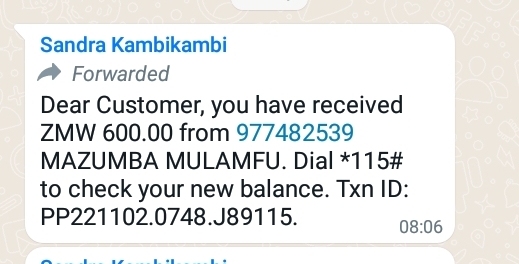 Sandra Kambikambi
Forwarded
Dear Customer, you have received
ZMW 600.00 from 977482539
MAZUMBA MULAMFU. Dial *115#
to check your new balance. Txn ID:
PP221102.0748.J89115.
08:06